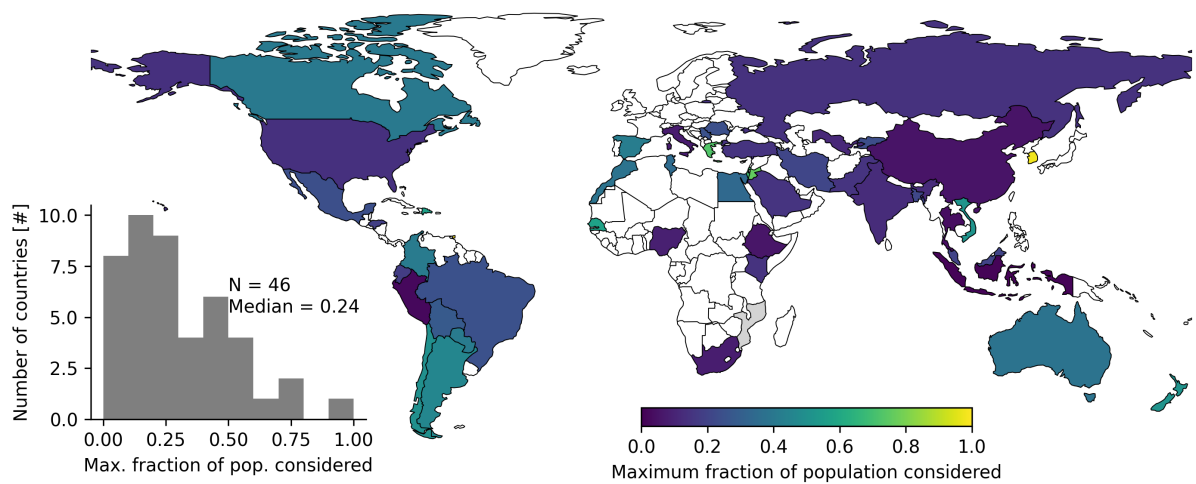 Number of countries [#]
10.0
7.5
5.0
2.5
0.0
N = 46
Median = 0.24
0.00 0.25 0.50 0.75 1.00
Max. fraction of pop. considered
0.0 0.2 0.4 0.6 0.8 1.0
Maximum fraction of population considered